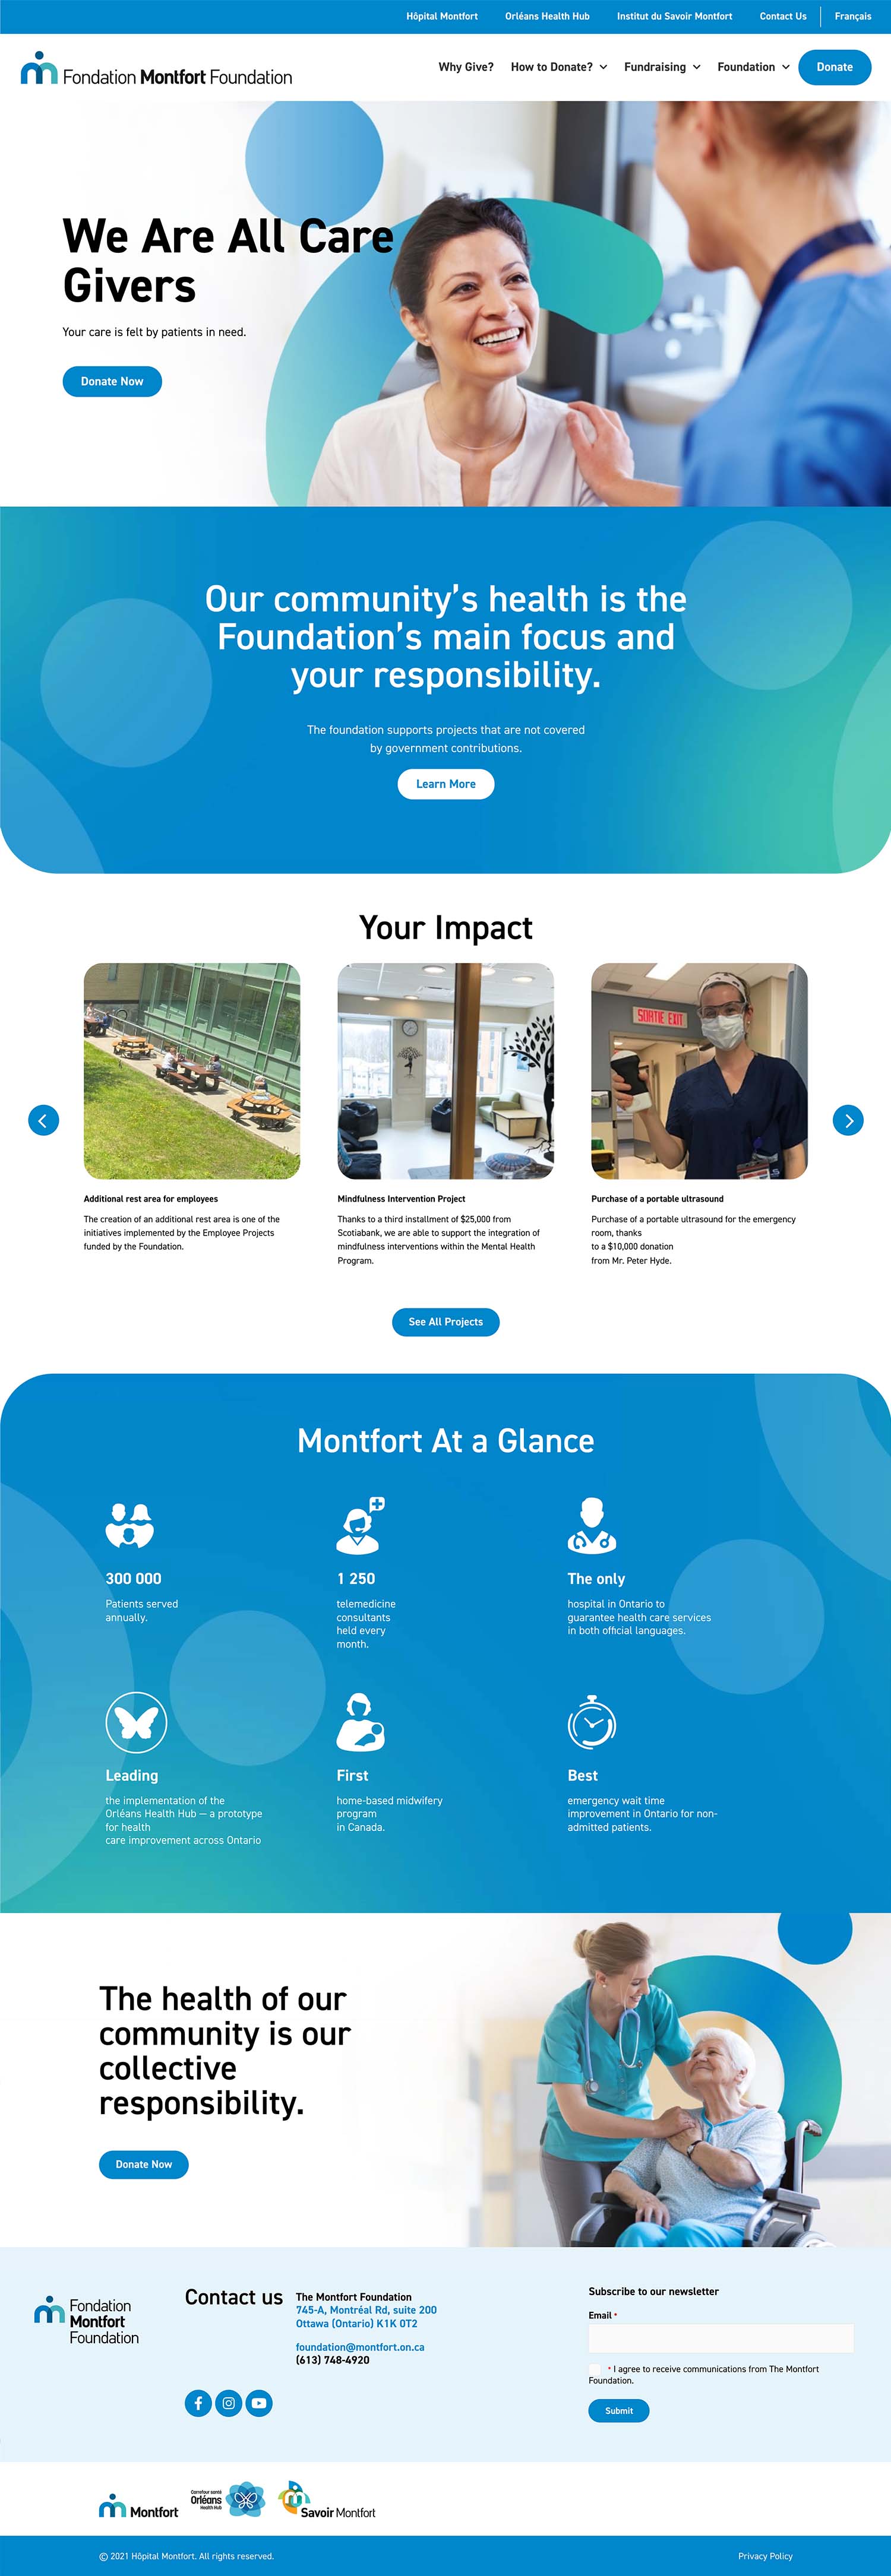 Hôpital Montfort Orléans Health Hub Institut du Savoir Montfort Contact Us Français
Fondation Montfort Foundation
Why Give? How to Donate? Fundraising Foundation Donate
We Are All Care
Givers
Your care is felt by patients in need.
Donate Now
Our community's health is the
Foundation's main focus and
your responsibility.
The foundation supports projects that are not covered
by government contributions.
Learn More
Your Impact
SORTIE EXIT
Additional rest area for employees
The creation of an additional rest area is one of the
initiatives implemented by the Employee Projects
funded by the Foundation.
Mindfulness Intervention Project
Thanks to a third installment of $25,000 from
Scotiabank, we are able to support the integration of
mindfulness interventions within the Mental Health
Program.
Purchase of a portable ultrasound
Purchase of a portable ultrasound for the emergency
room, thanks
to a $10,000 donation
from Mr. Peter Hyde.
See All Projects
Montfort At a Glance
300 000
Patients served
annually.
1 250
telemedicine
consultants
held every
month.
The only
hospital in Ontario to
guarantee health care services
in both official languages.
Leading
the implementation of the
Orléans Health Hub — a prototype
for health
care improvement across Ontario
First
home-based midwifery
program
in Canada.
Best
emergency wait time
improvement in Ontario for non-
admitted patients.
The health of our
community is our
collective
responsibility.
Donate Now
Fondation
Montfort
Foundation
Contact us
The Montfort Foundation
745-A, Montréal Rd, suite 200
Ottawa (Ontario) K1K 0T2
foundation@montfort.on.ca
(613) 748-4920
Subscribe to our newsletter
Email *
* I agree to receive communications from The Montfort
Foundation.
Submit
Montfort
Carrefour santé
Orléans
Health Hub
Savoir Montfort
© 2021 Hôpital Montfort. All rights reserved.
Privacy Policy